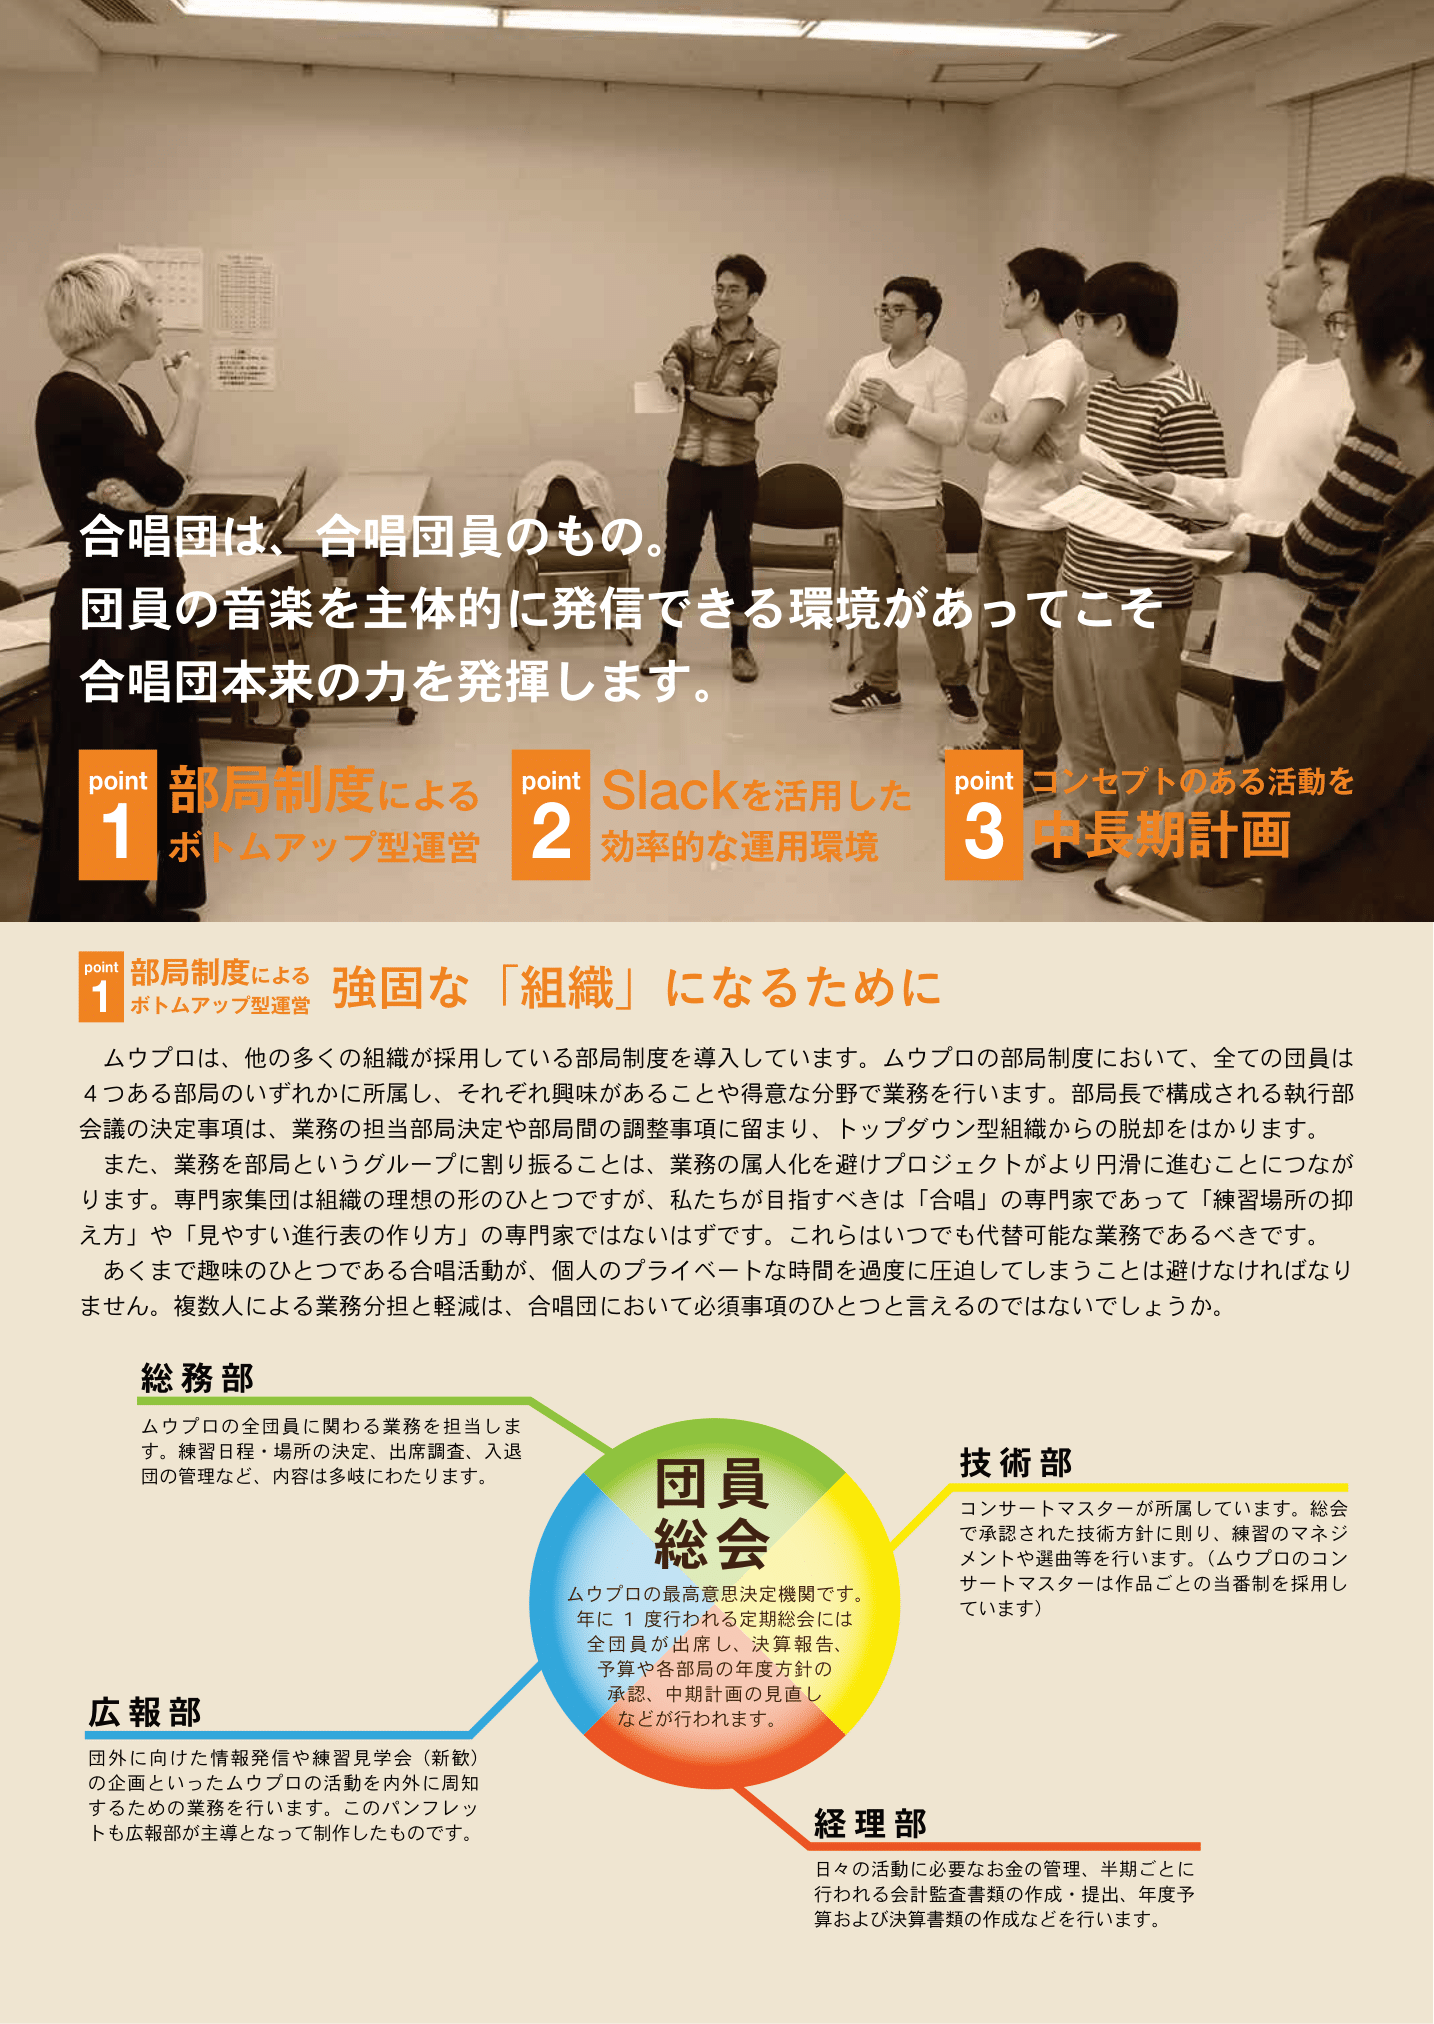 合唱団は、合唱団員のもの。
団員の音楽を主体的に発信できる環境があってこそ
合唱団本来の力を発揮します。
point
1
部局制度による
ボトムアップ型運営
point
2
Slackを活用した
効率的な運用環境
point
3
コンセプトのある活動を
中長期計画
point
1
部局制度による
ボトムアップ型運営
強固な「組織」になるために
ムウプロは、他の多くの組織が採用している部局制度を導入しています。ムウプロの部局制度において、全ての団員は
４つある部局のいずれかに所属し、それぞれ興味があることや得意な分野で業務を行います。部局長で構成される執行部
会議の決定事項は、業務の担当部局決定や部局間の調整事項に留まり、トップダウン型組織からの脱却をはかります。
また、業務を部局というグループに割り振ることは、業務の属人化を避けプロジェクトがより円滑に進むことにつなが
ります。専門家集団は組織の理想の形のひとつですが、私たちが目指すべきは「合唱」の専門家であって「練習場所の抑
え方」や「見やすい進行表の作り方」の専門家ではないはずです。これらはいつでも代替可能な業務であるべきです。
あくまで趣味のひとつである合唱活動が、個人のプライベートな時間を過度に圧迫してしまうことは避けなければなり
ません。複数人による業務分担と軽減は、合唱団において必須事項のひとつと言えるのではないでしょうか。
総務部
ムウプロの全団員に関わる業務を担当しま
す。練習日程・場所の決定、出席調査、入退
団の管理など、内容は多岐にわたります。
団員
総会
ムウプロの最高意思決定機関です。
年に 1 度行われる定期総会には
全団員が出席し、決算報告、
予算や各部局の年度方針の
承認、中期計画の見直し
などが行われます。
技術部
コンサートマスターが所属しています。総会
で承認された技術方針に則り、練習のマネジ
メントや選曲等を行います。（ムウプロのコン
サートマスターは作品ごとの当番制を採用し
ています）
広報部
団外に向けた情報発信や練習見学会（新歓）
の企画といったムウプロの活動を内外に周知
するための業務を行います。このパンフレッ
トも広報部が主導となって制作したものです。
経理部
日々の活動に必要なお金の管理、半期ごとに
行われる会計監査書類の作成・提出、年度予
算および決算書類の作成などを行います。